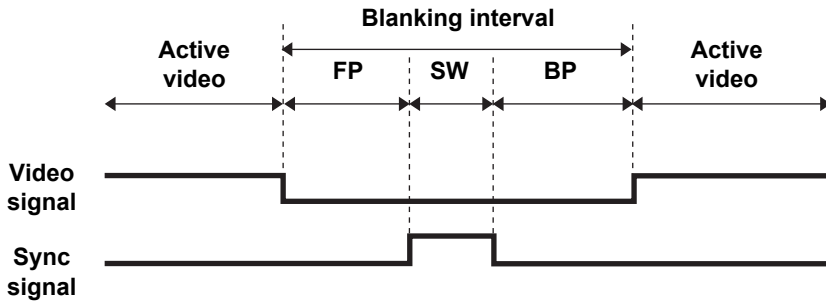 Blanking interval
Active
video
FP
SW
BP
Active
video
Video
signal
Sync
signal